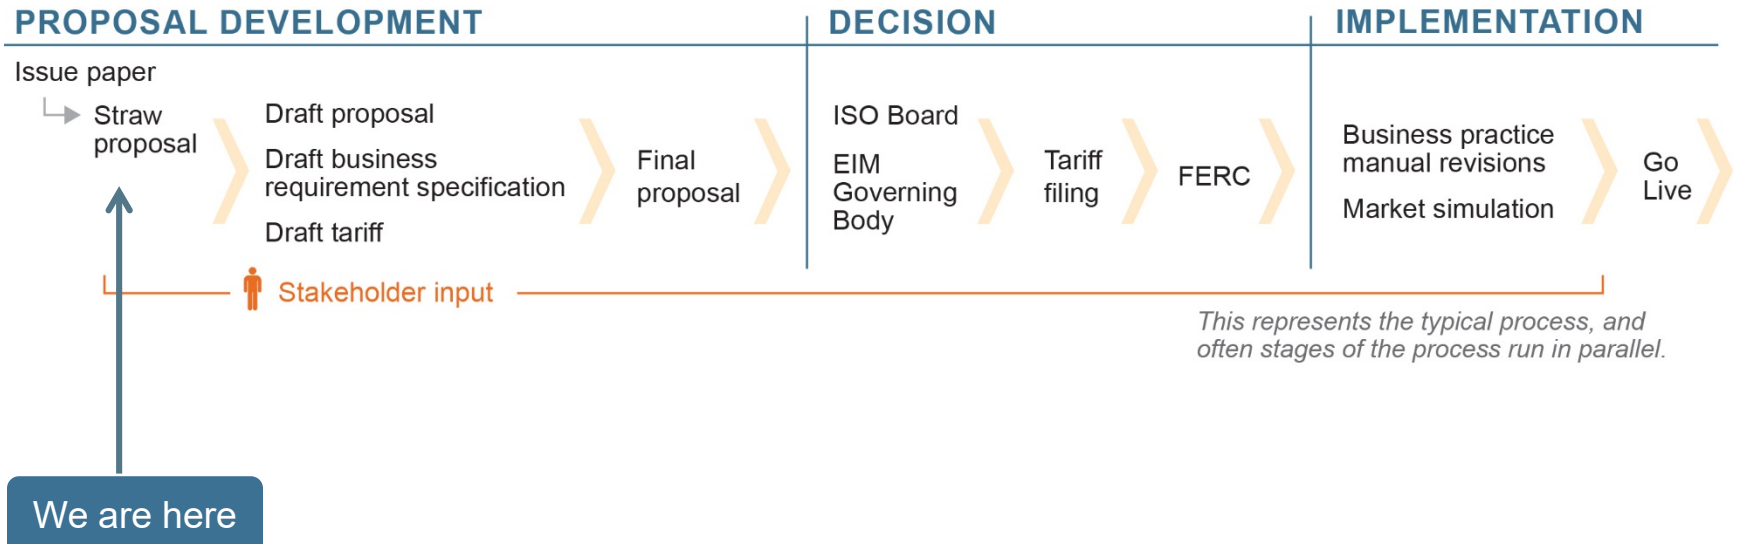 PROPOSAL DEVELOPMENT
DECISION
IMPLEMENTATION
Issue paper
Straw
proposal
Draft proposal
Draft business
requirement specification
Draft tariff
Final
proposal
ISO Board
EIM
Governing
Body
Tariff
filing
FERC
Business practice
manual revisions
Market simulation
Go
Live
Stakeholder input
This represents the typical process, and
often stages of the process run in parallel.
We are here